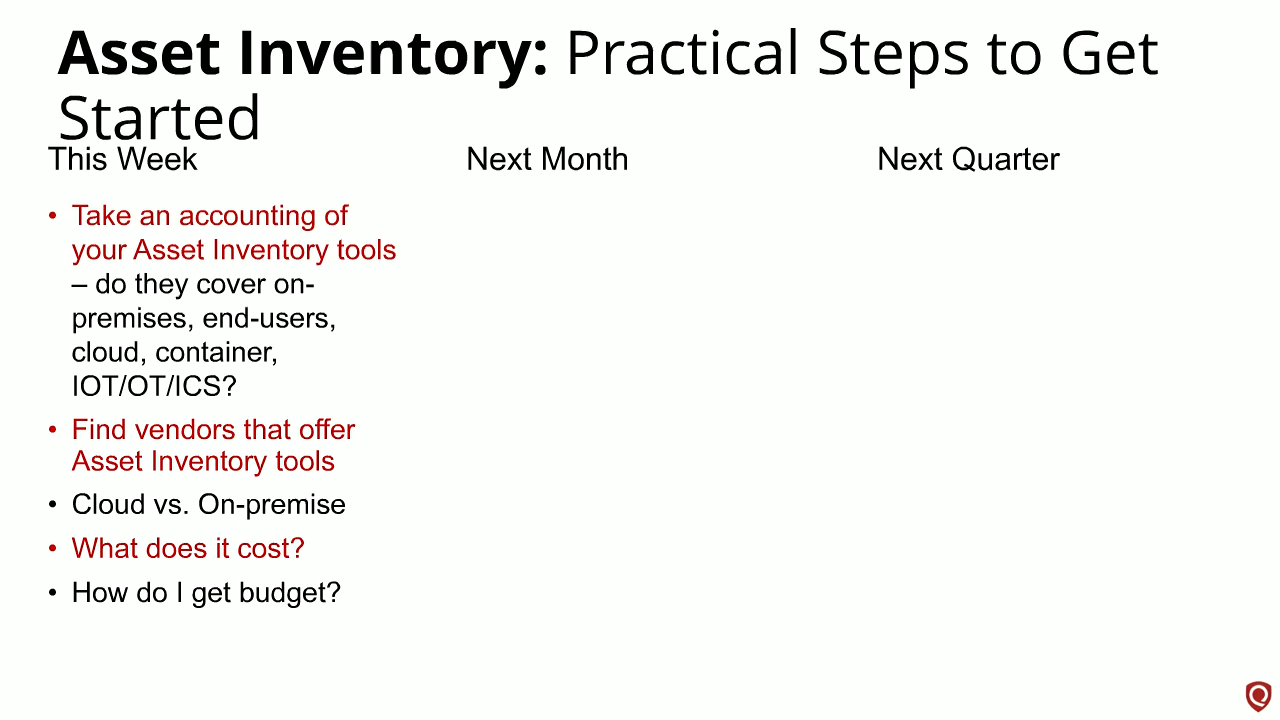 Asset Inventory: Practical Steps to Get
Started
This Week
Next Month
Next Quarter
• Take an accounting of
your Asset Inventory tools
– do they cover on-
premises, end-users,
cloud, container,
IOT/OT/ICS?
• Find vendors that offer
Asset Inventory tools
• Cloud vs. On-premise
• What does it cost?
• How do I get budget?